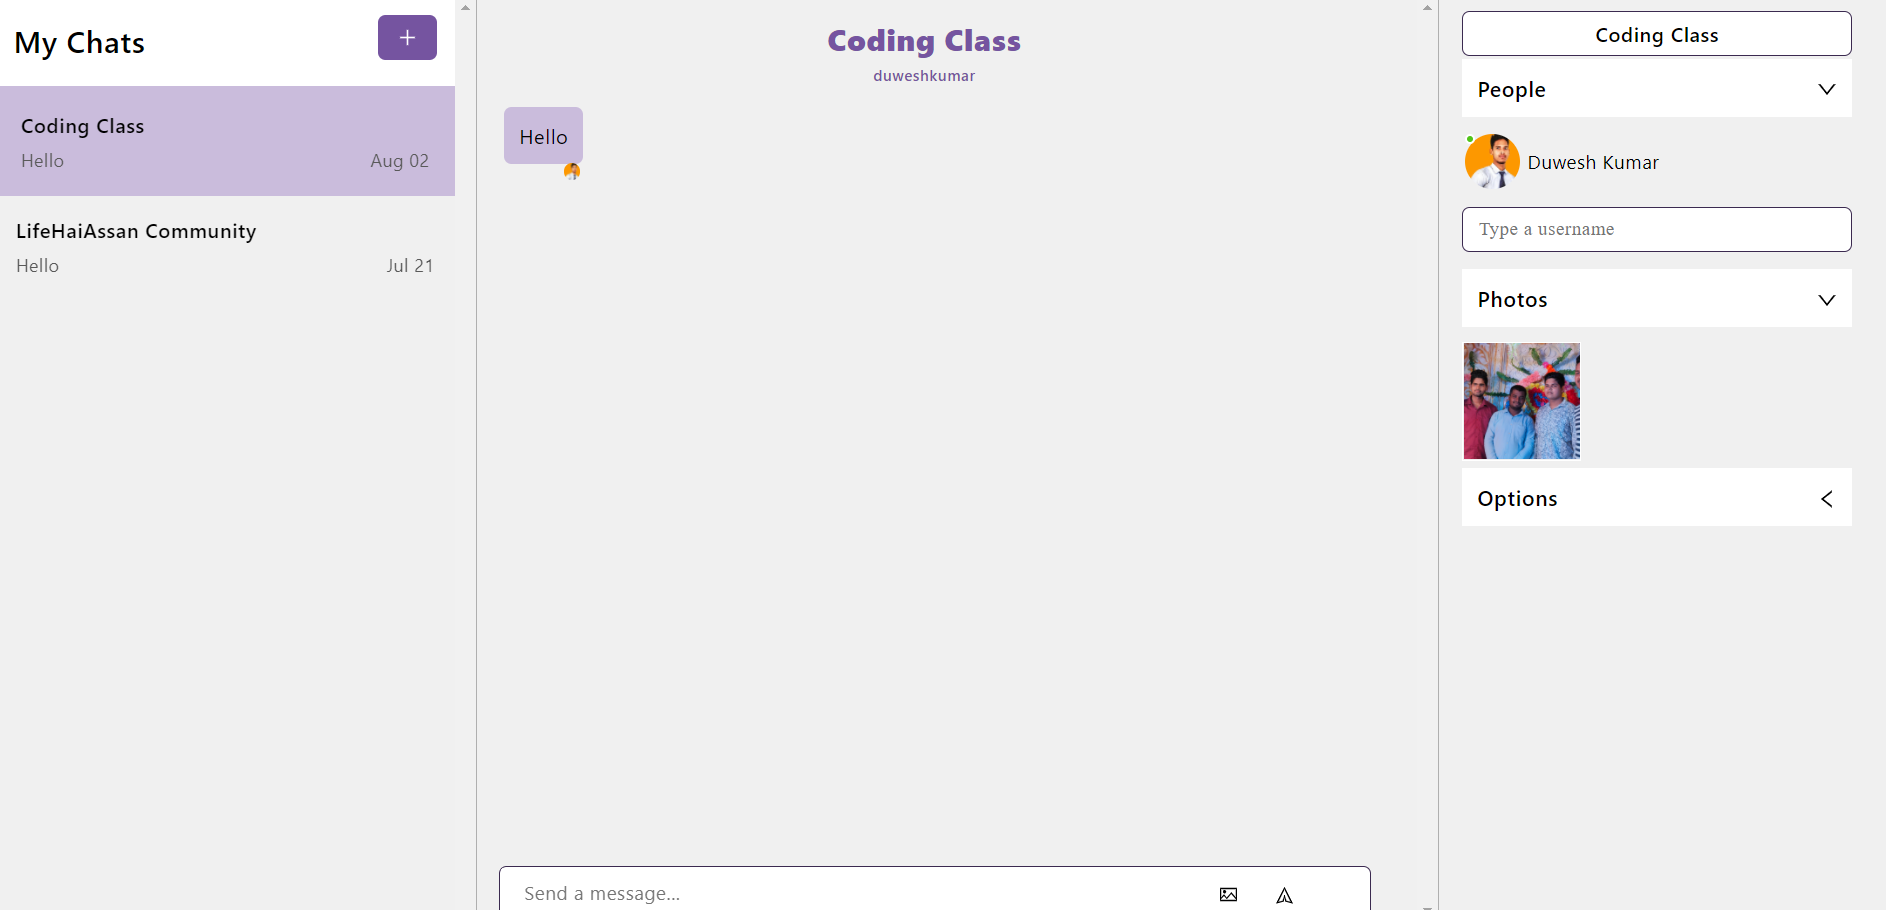 My Chats
+
Coding Class
Hello
Aug 02
LifeHaiAssan Community
Hello
Jul 21
Coding Class
duweshkumar
Hello
Send a message...
Coding Class
People
Duwesh Kumar
Type a username
Photos
Options